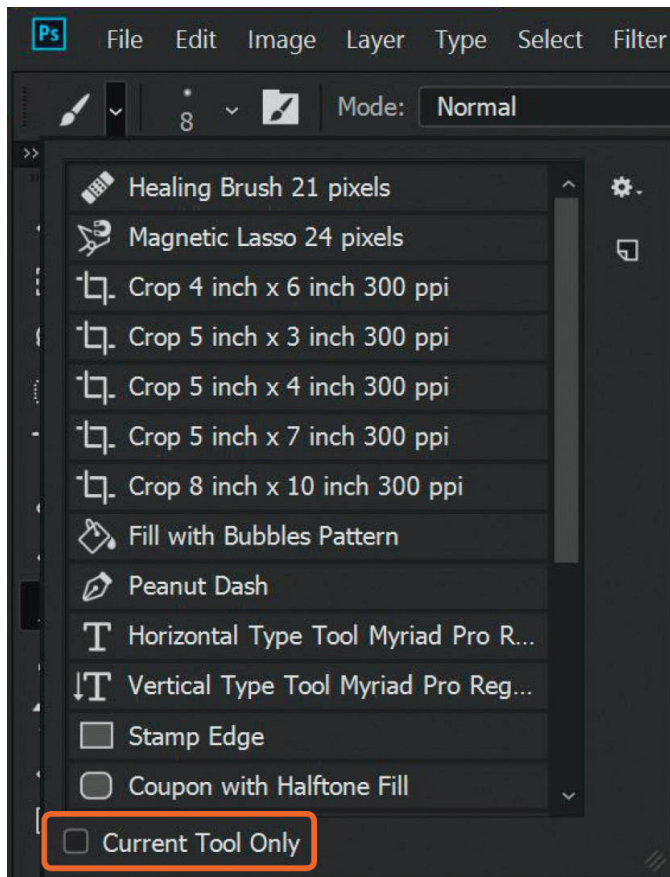 Ps File Edit Image Layer Type Select Filter
8 Mode: Normal
Healing Brush 21 pixels
Magnetic Lasso 24 pixels
Crop 4 inch x 6 inch 300 ppi
Crop 5 inch x 3 inch 300 ppi
Crop 5 inch x 4 inch 300 ppi
Crop 5 inch x 7 inch 300 ppi
Crop 8 inch x 10 inch 300 ppi
Fill with Bubbles Pattern
Peanut Dash
Horizontal Type Tool Myriad Pro R...
Vertical Type Tool Myriad Pro Reg...
Stamp Edge
Coupon with Halftone Fill
Current Tool Only